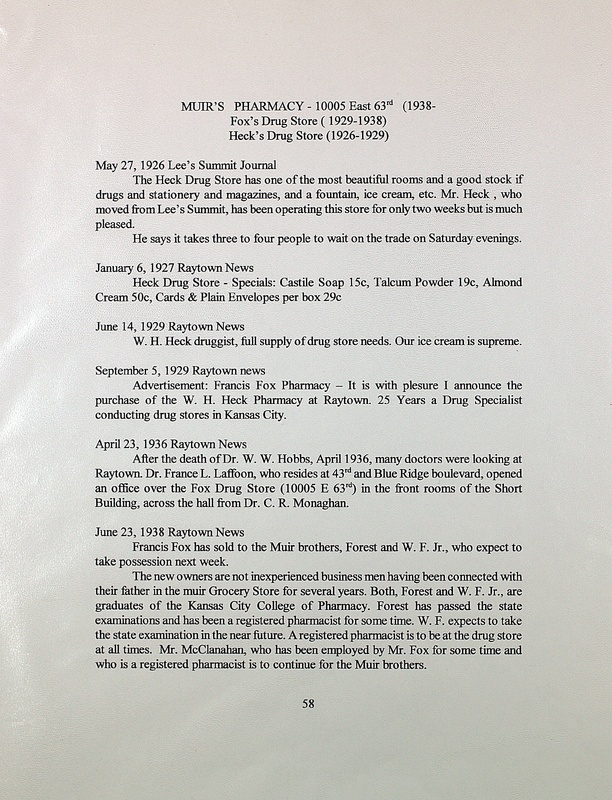 MUIR'S PHARMACY - 10005 East 63rd (1938-
Fox's Drug Store ( 1929-1938)
Heck's Drug Store (1926-1929)
May 27, 1926 Lee's Summit Journal
The Heck Drug Store has one of the most beautiful rooms and a good stock if
drugs and stationery and magazines, and a fountain, ice cream, etc. Mr. Heck , who
moved from Lee's Summit, has been operating this store for only two weeks but is much
pleased.
He says it takes three to four people to wait on the trade on Saturday evenings.
January 6, 1927 Raytown News
Heck Drug Store - Specials: Castile Soap 15c, Talcum Powder 19c, Almond
Cream 50c, Cards & Plain Envelopes per box 29c
June 14, 1929 Raytown News
W. H. Heck druggist, full supply of drug store needs. Our ice cream is supreme.
September 5, 1929 Raytown news
Advertisement: Francis Fox Pharmacy – It is with plesure I announce the
purchase of the W. H. Heck Pharmacy at Raytown. 25 Years a Drug Specialist
conducting drug stores in Kansas City.
April 23, 1936 Raytown News
After the death of Dr. W. W. Hobbs, April 1936, many doctors were looking at
Raytown. Dr. France L. Laffoon, who resides at 43rd and Blue Ridge boulevard, opened
an office over the Fox Drug Store (10005 E 63rd) in the front rooms of the Short
Building, across the hall from Dr. C. R. Monaghan.
June 23, 1938 Raytown News
Francis Fox has sold to the Muir brothers, Forest and W. F. Jr., who expect to
take possession next week.
The new owners are not inexperienced business men having been connected with
their father in the muir Grocery Store for several years. Both, Forest and W. F. Jr., are
graduates of the Kansas City College of Pharmacy. Forest has passed the state
examinations and has been a registered pharmacist for some time. W. F. expects to take
the state examination in the near future. A registered pharmacist is to be at the drug store
at all times. Mr. McClanahan, who has been employed by Mr. Fox for some time and
who is a registered pharmacist is to continue for the Muir brothers.
58